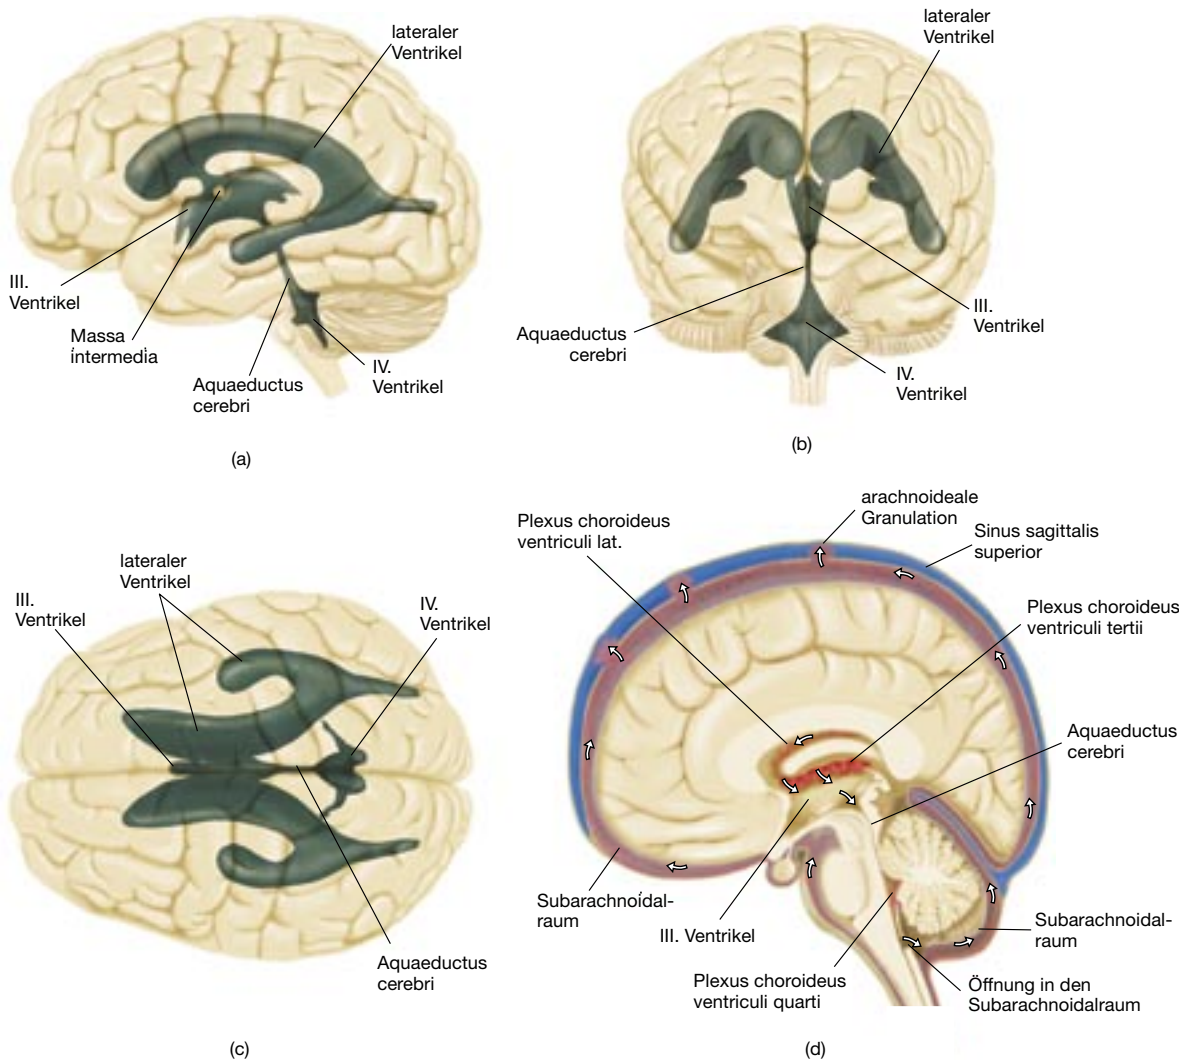 lateraler
Ventrikel
III.
Ventrikel
Massa
intermedia
Aquaeductus
cerebri
IV.
Ventrikel
(a)
lateraler
Ventrikel
Aquaeductus
cerebri
III.
Ventrikel
IV.
Ventrikel
(b)
lateraler
Ventrikel
III.
Ventrikel
IV.
Ventrikel
Aquaeductus
cerebri
(c)
arachnoideale
Granulation
Plexus choroideus
ventriculi lat.
Sinus sagittalis
superior
Plexus choroideus
ventriculi tertii
Aquaeductus
cerebri
Subarachnoidal-
raum
III. Ventrikel
Subarachnoidal-
raum
Plexus choroideus
ventriculi quarti
Öffnung in den
Subarachnoidalraum
(d)